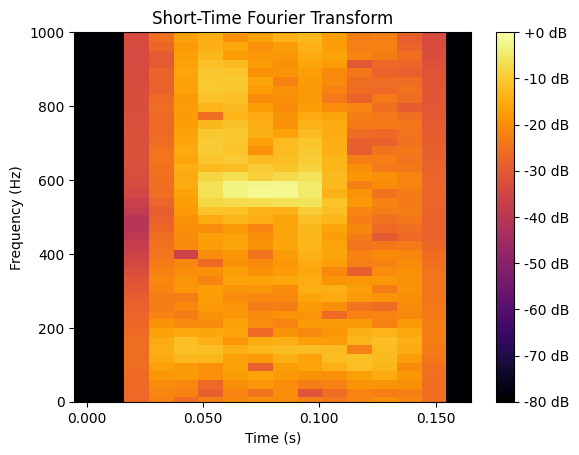 Short-Time Fourier Transform
1000
800
600
400
200
0
Frequency (Hz)
0.000
0.050
0.100
0.150
Time (s)
+0 dB
-10 dB
-20 dB
-30 dB
-40 dB
-50 dB
-60 dB
-70 dB
-80 dB